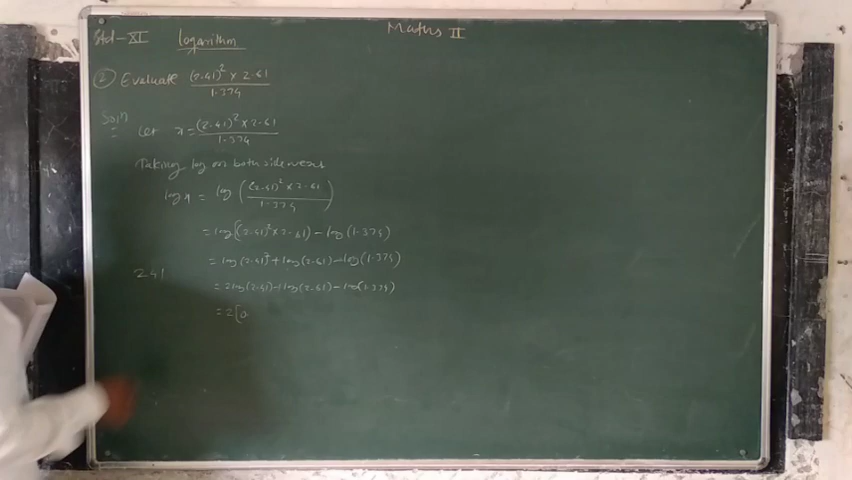 Maths II
Std-XI logarithm
② Evaluate (2.41)² × 2.61 / 1.374
Solⁿ
= Let x = (2.41)² × 2.61 / 1.374
Taking log on both side we get
log x = log ( (2.41)² × 2.61 / 1.374 )
= log[(2.41)² × 2.61) - log (1.374)
= log (2.41)² + log (2.61) - log (1.374)
241
= 2 log (2.41) + log (2.61) - log (1.374)
= 2[0